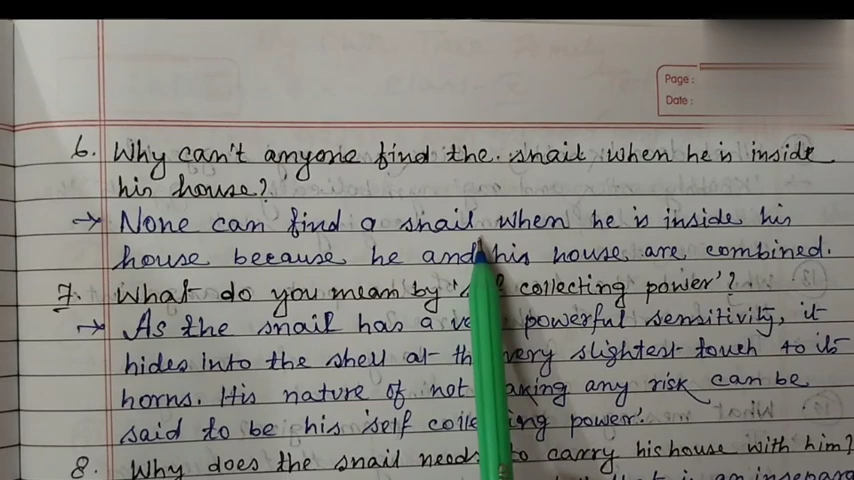 Page :
Date :
6. Why can't anyone find the snail when he is inside
his house?
→ None can find a snail when he is inside his
house because he and his house are combined.
7. What do you mean by 's collecting power'?
→ As the snail has a powerful sensitivity, it
hides into the shell at very slightest touch to its
horns. His nature of not any risk can be
said to be his 'self power'.
8. Why does the snail need to carry his house with him?